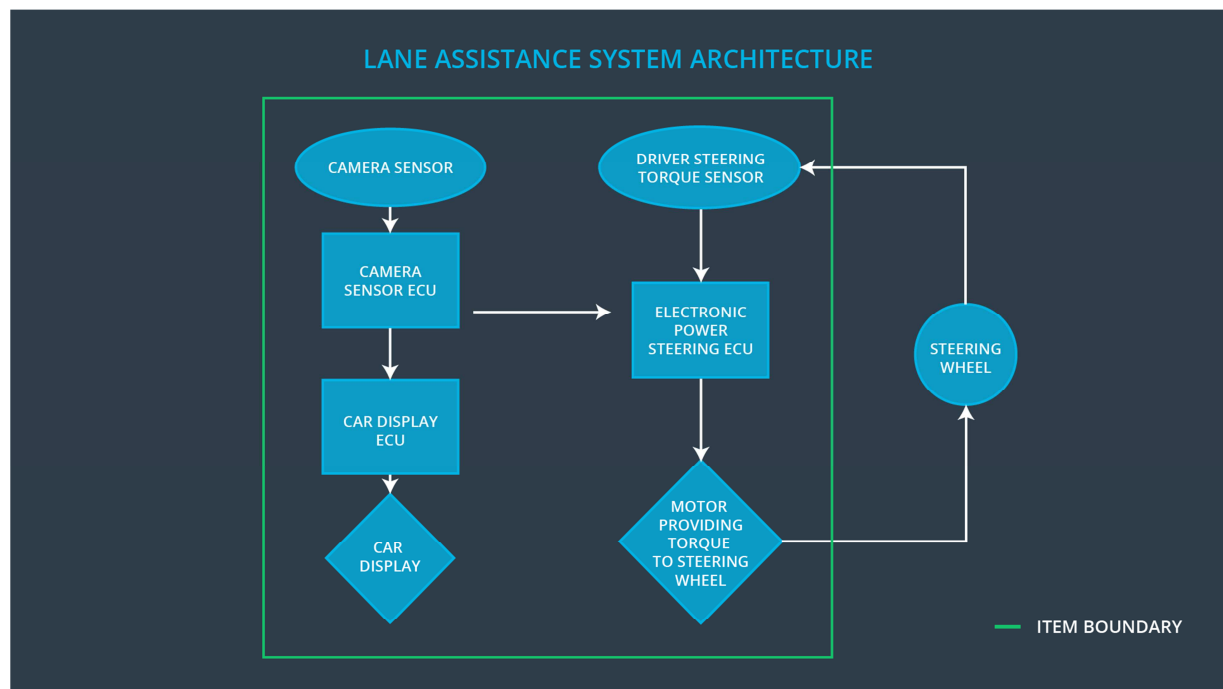 LANE ASSISTANCE SYSTEM ARCHITECTURE
CAMERA SENSOR
DRIVER STEERING
TORQUE SENSOR
CAMERA
SENSOR ECU
ELECTRONIC
POWER
STEERING ECU
STEERING
WHEEL
CAR DISPLAY
ECU
CAR
DISPLAY
MOTOR
PROVIDING
TORQUE
TO STEERING
WHEEL
ITEM BOUNDARY